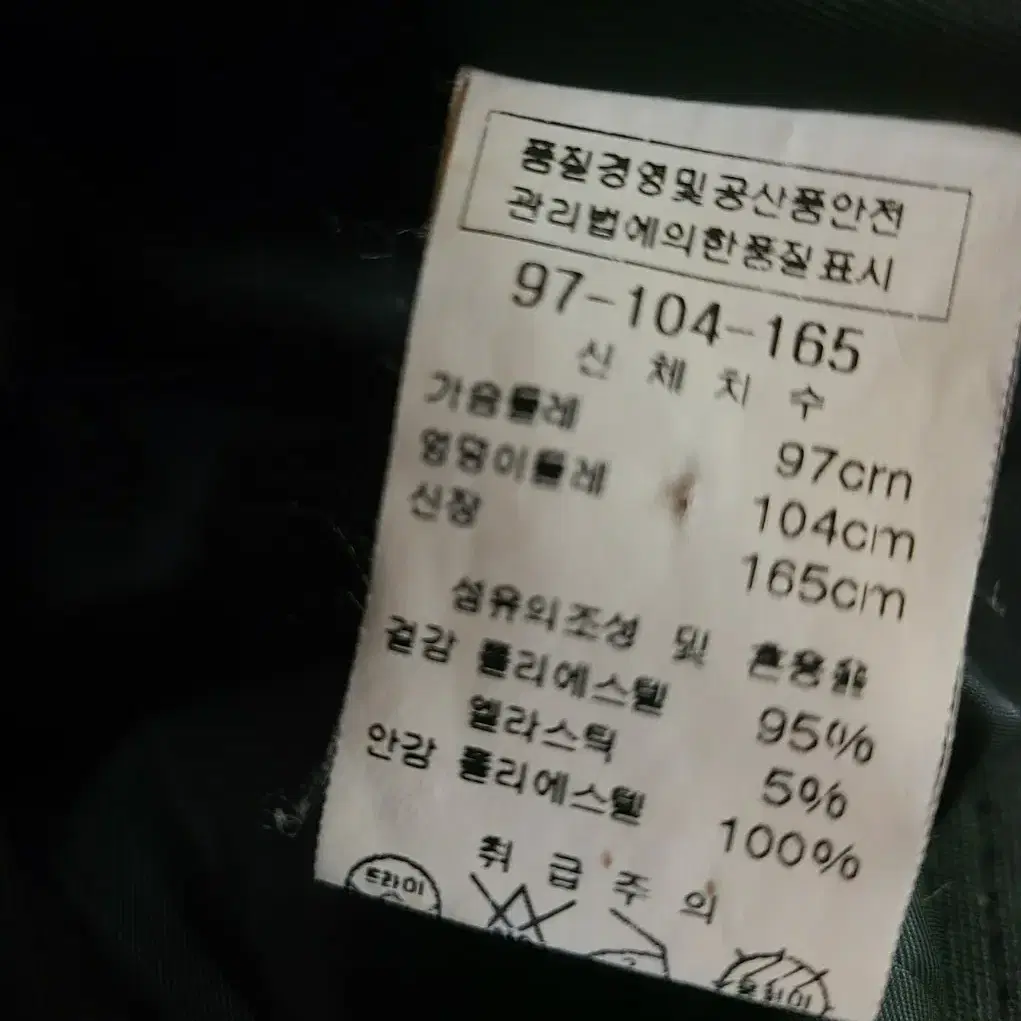 품질경영및공산품안전
관리법에의한품질표시
97-104-165
신 체 치 수
가슴둘레 97cm
엉덩이둘레 104cm
신장 165cm
섬유의조성 및 혼용율
겉감 폴리에스텔 95%
엘라스틱 5%
안감 폴리에스텔 100%
취 급 주 의
드라이